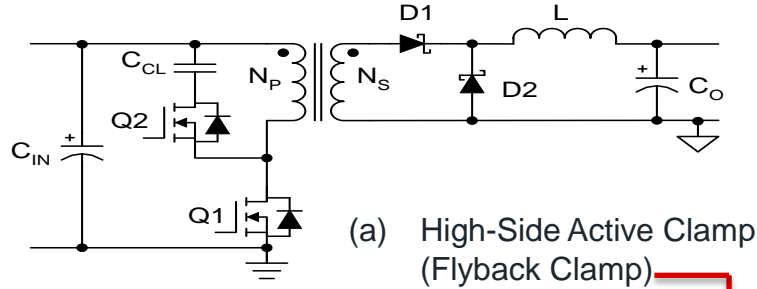 D1
L
C_CL
N_P
N_S
D2
+
C_O
Q2
+
C_IN
Q1
(a) High-Side Active Clamp
(Flyback Clamp)